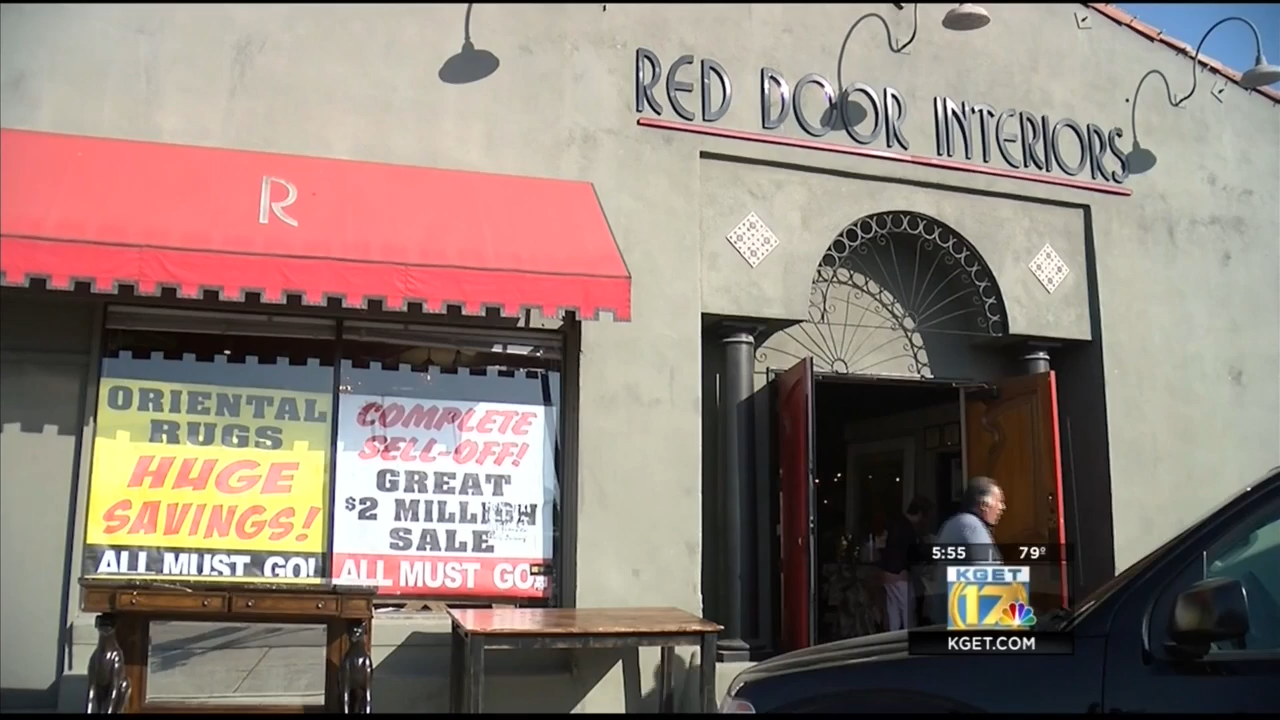 RED DOOR INTERIORS
R
ORIENTAL
RUGS
HUGE
SAVINGS!
ALL MUST GO!
COMPLETE
SELL-OFF!
GREAT
$2 MILLION
SALE
ALL MUST GO
5:55 79°
KGET
17
KGET.COM